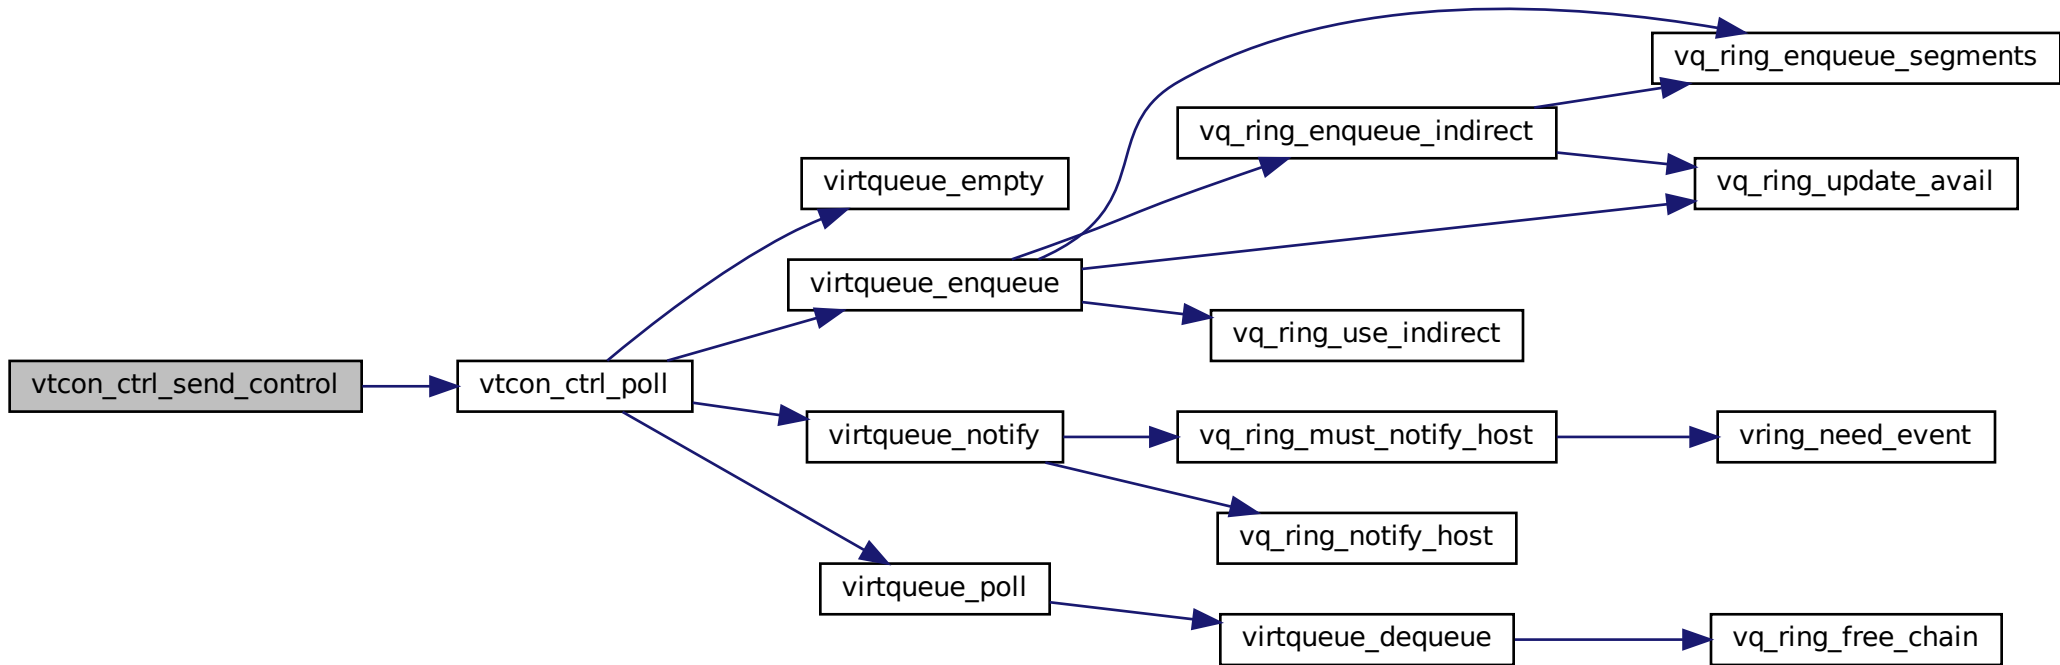 vq_ring_enqueue_segments
vq_ring_enqueue_indirect
virtqueue_empty
vq_ring_update_avail
virtqueue_enqueue
vq_ring_use_indirect
vtcon_ctrl_send_control
vtcon_ctrl_poll
virtqueue_notify
vq_ring_must_notify_host
vring_need_event
vq_ring_notify_host
virtqueue_poll
virtqueue_dequeue
vq_ring_free_chain